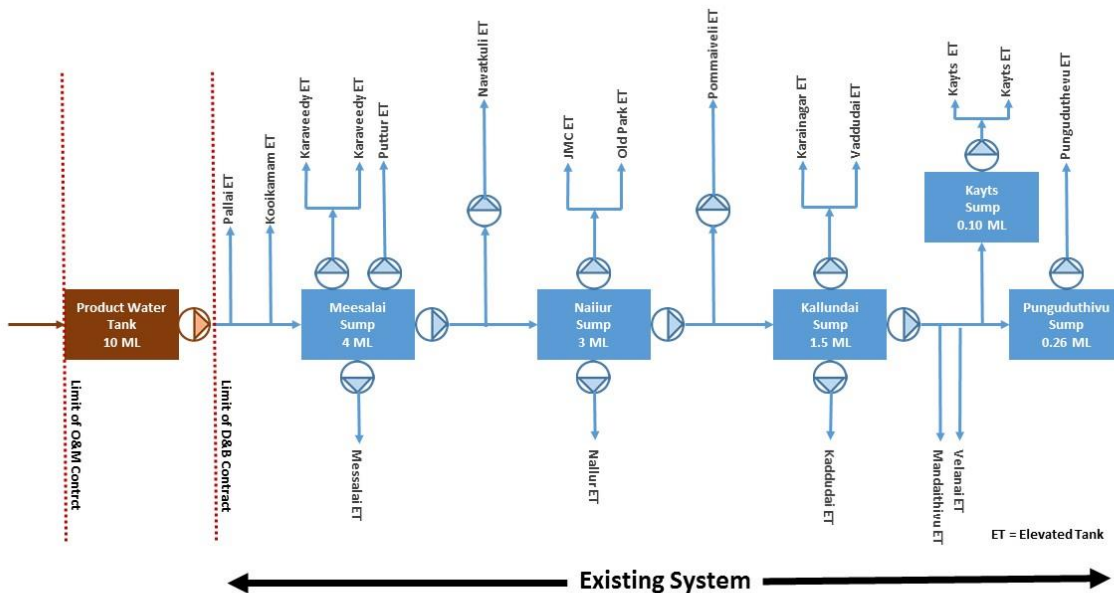 Pallai ET
Kooikamam ET
Karaveedy ET
Karaveedy ET
Puttur ET
Navatkuli ET
JMC ET
Old Park ET
Pommaiveli ET
Karainagar ET
Vaddudai ET
Kayts ET
Kayts ET
Punguduthevu ET
Kayts
Sump
0.10 ML
Product Water
Tank
10 ML
Meesalai
Sump
4 ML
Naiiur
Sump
3 ML
Kallundai
Sump
1.5 ML
Punguduthivu
Sump
0.26 ML
Limit of O&M Contrct
Limit of D&B Contract
Messalai ET
Nallur ET
Kaddudai ET
Mandaithivu ET
Velanai ET
ET = Elevated Tank
Existing System